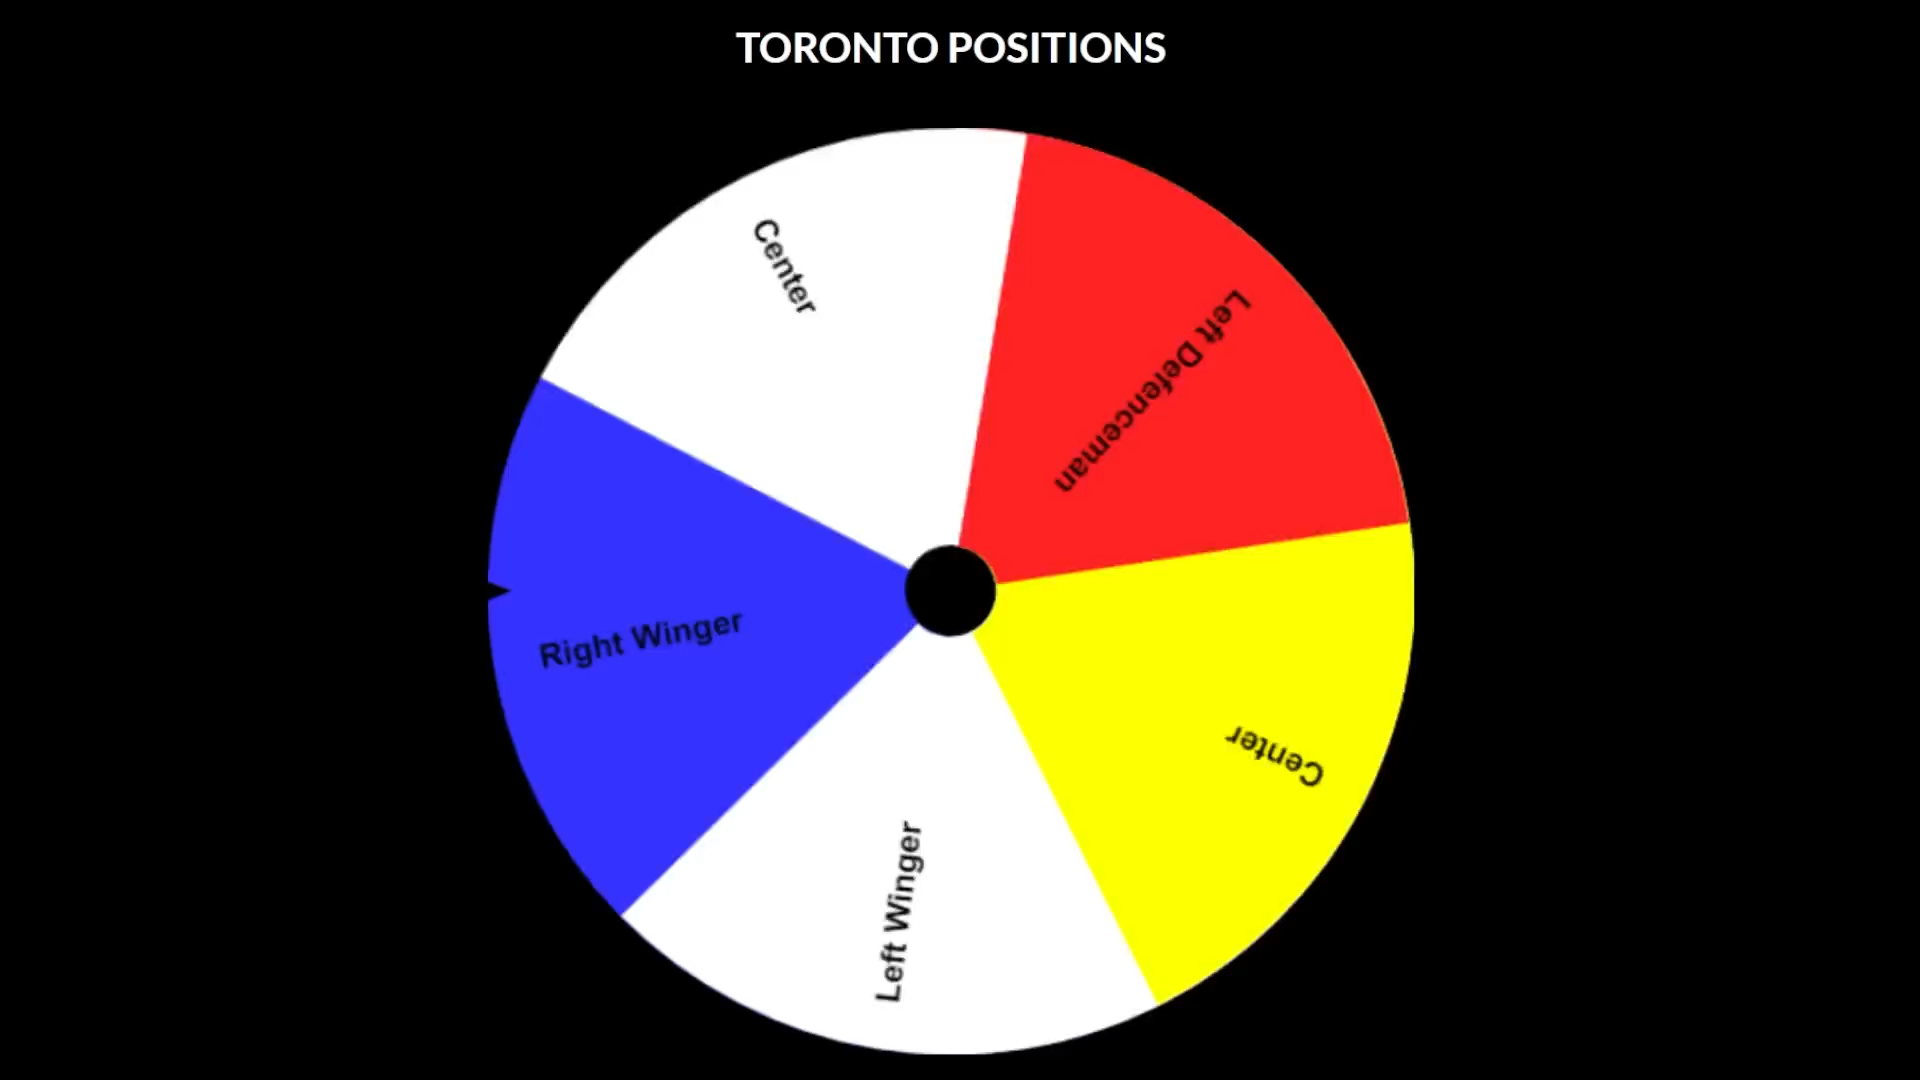 TORONTO POSITIONS
Center
Left Defenceman
Right Winger
Left Winger
Center